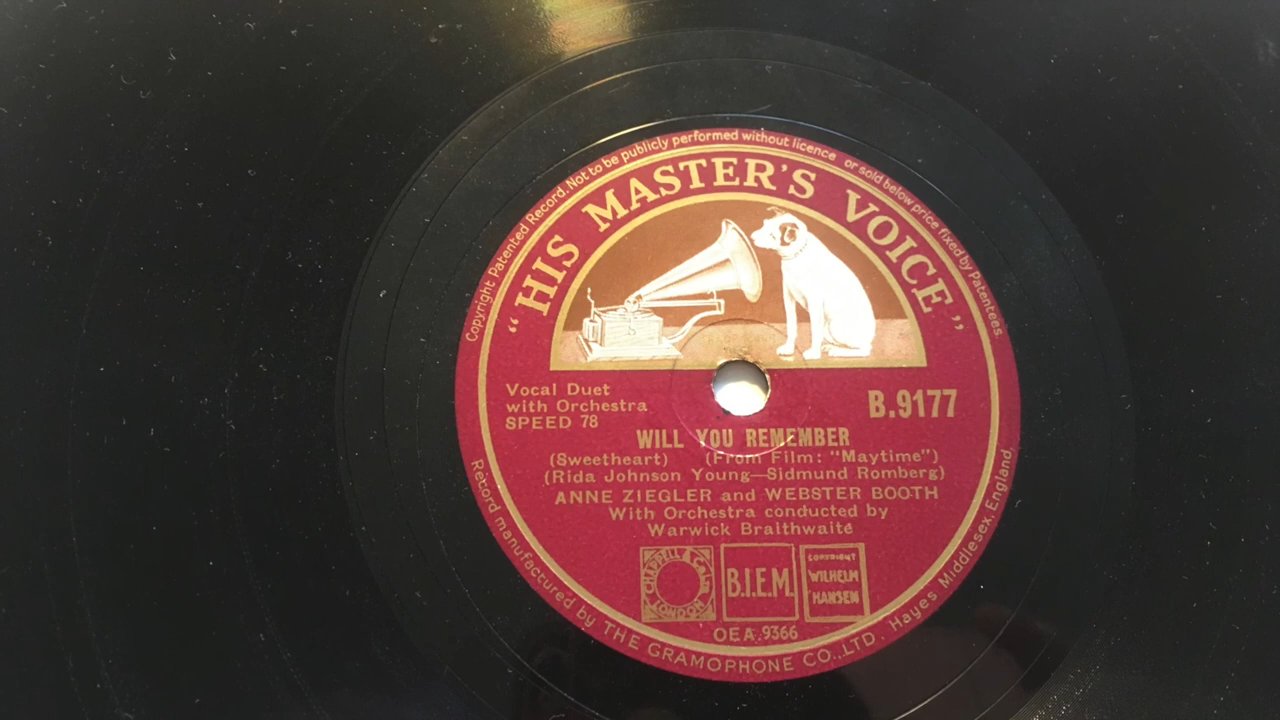 Copyright Patented Record. Not to be publicly performed without licence or sold below price fixed by Patentees.
"HIS MASTER'S VOICE"
Vocal Duet
with Orchestra
SPEED 78
B.9177
WILL YOU REMEMBER
(Sweetheart) (From Film: "Maytime")
(Rida Johnson Young—Sidmund Romberg)
ANNE ZIEGLER and WEBSTER BOOTH
With Orchestra conducted by
Warwick Braithwaite
CHAPPELL & Co Ltd
LONDON
B.I.E.M.
COPYRIGHT
WILHELM
HANSEN
OEA.9366
Record manufactured by THE GRAMOPHONE CO., LTD. Hayes Middlesex, England.